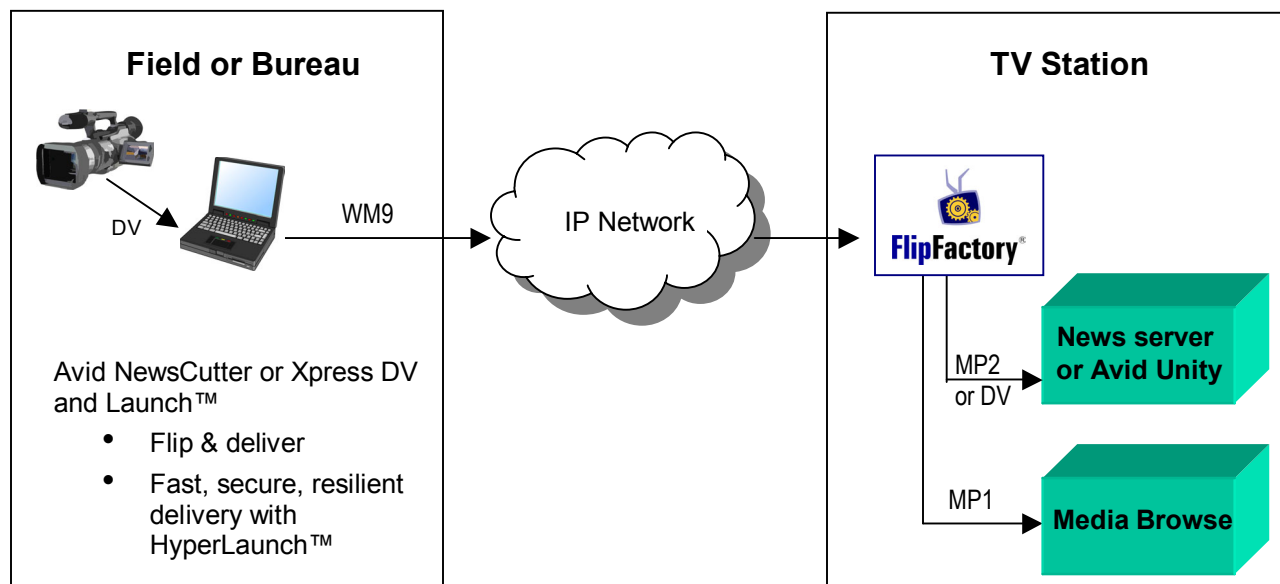 Field or Bureau
DV
WM9
Avid NewsCutter or Xpress DV
and Launch™
• Flip & deliver
• Fast, secure, resilient
delivery with
HyperLaunch™
IP Network
TV Station
FlipFactory®
MP2
or DV
News server
or Avid Unity
MP1
Media Browse